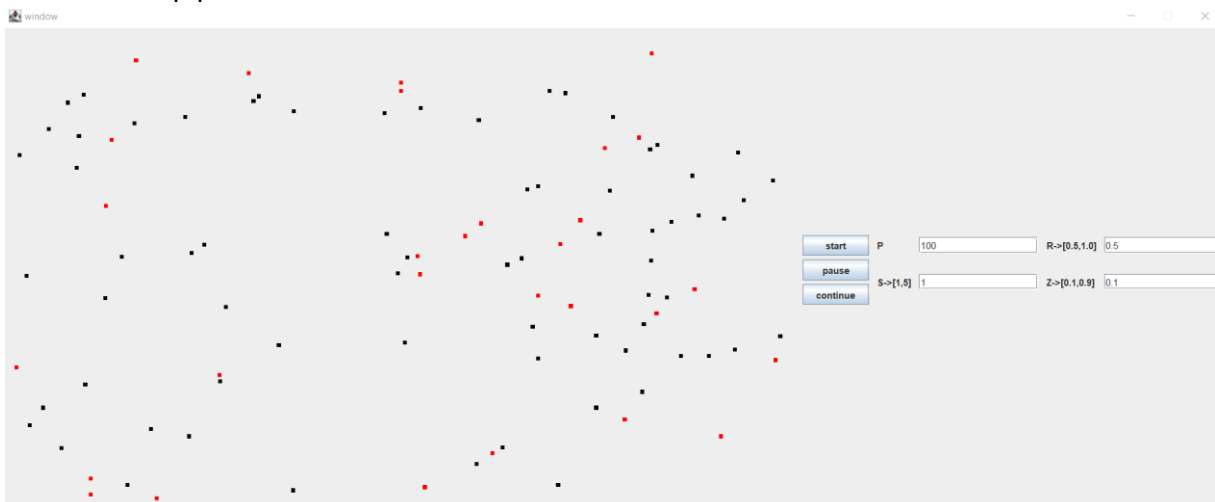 window
start P 100 R->[0.5,1.0] 0.5
pause
S->[1,5] 1 Z->[0.1,0.9] 0.1
continue